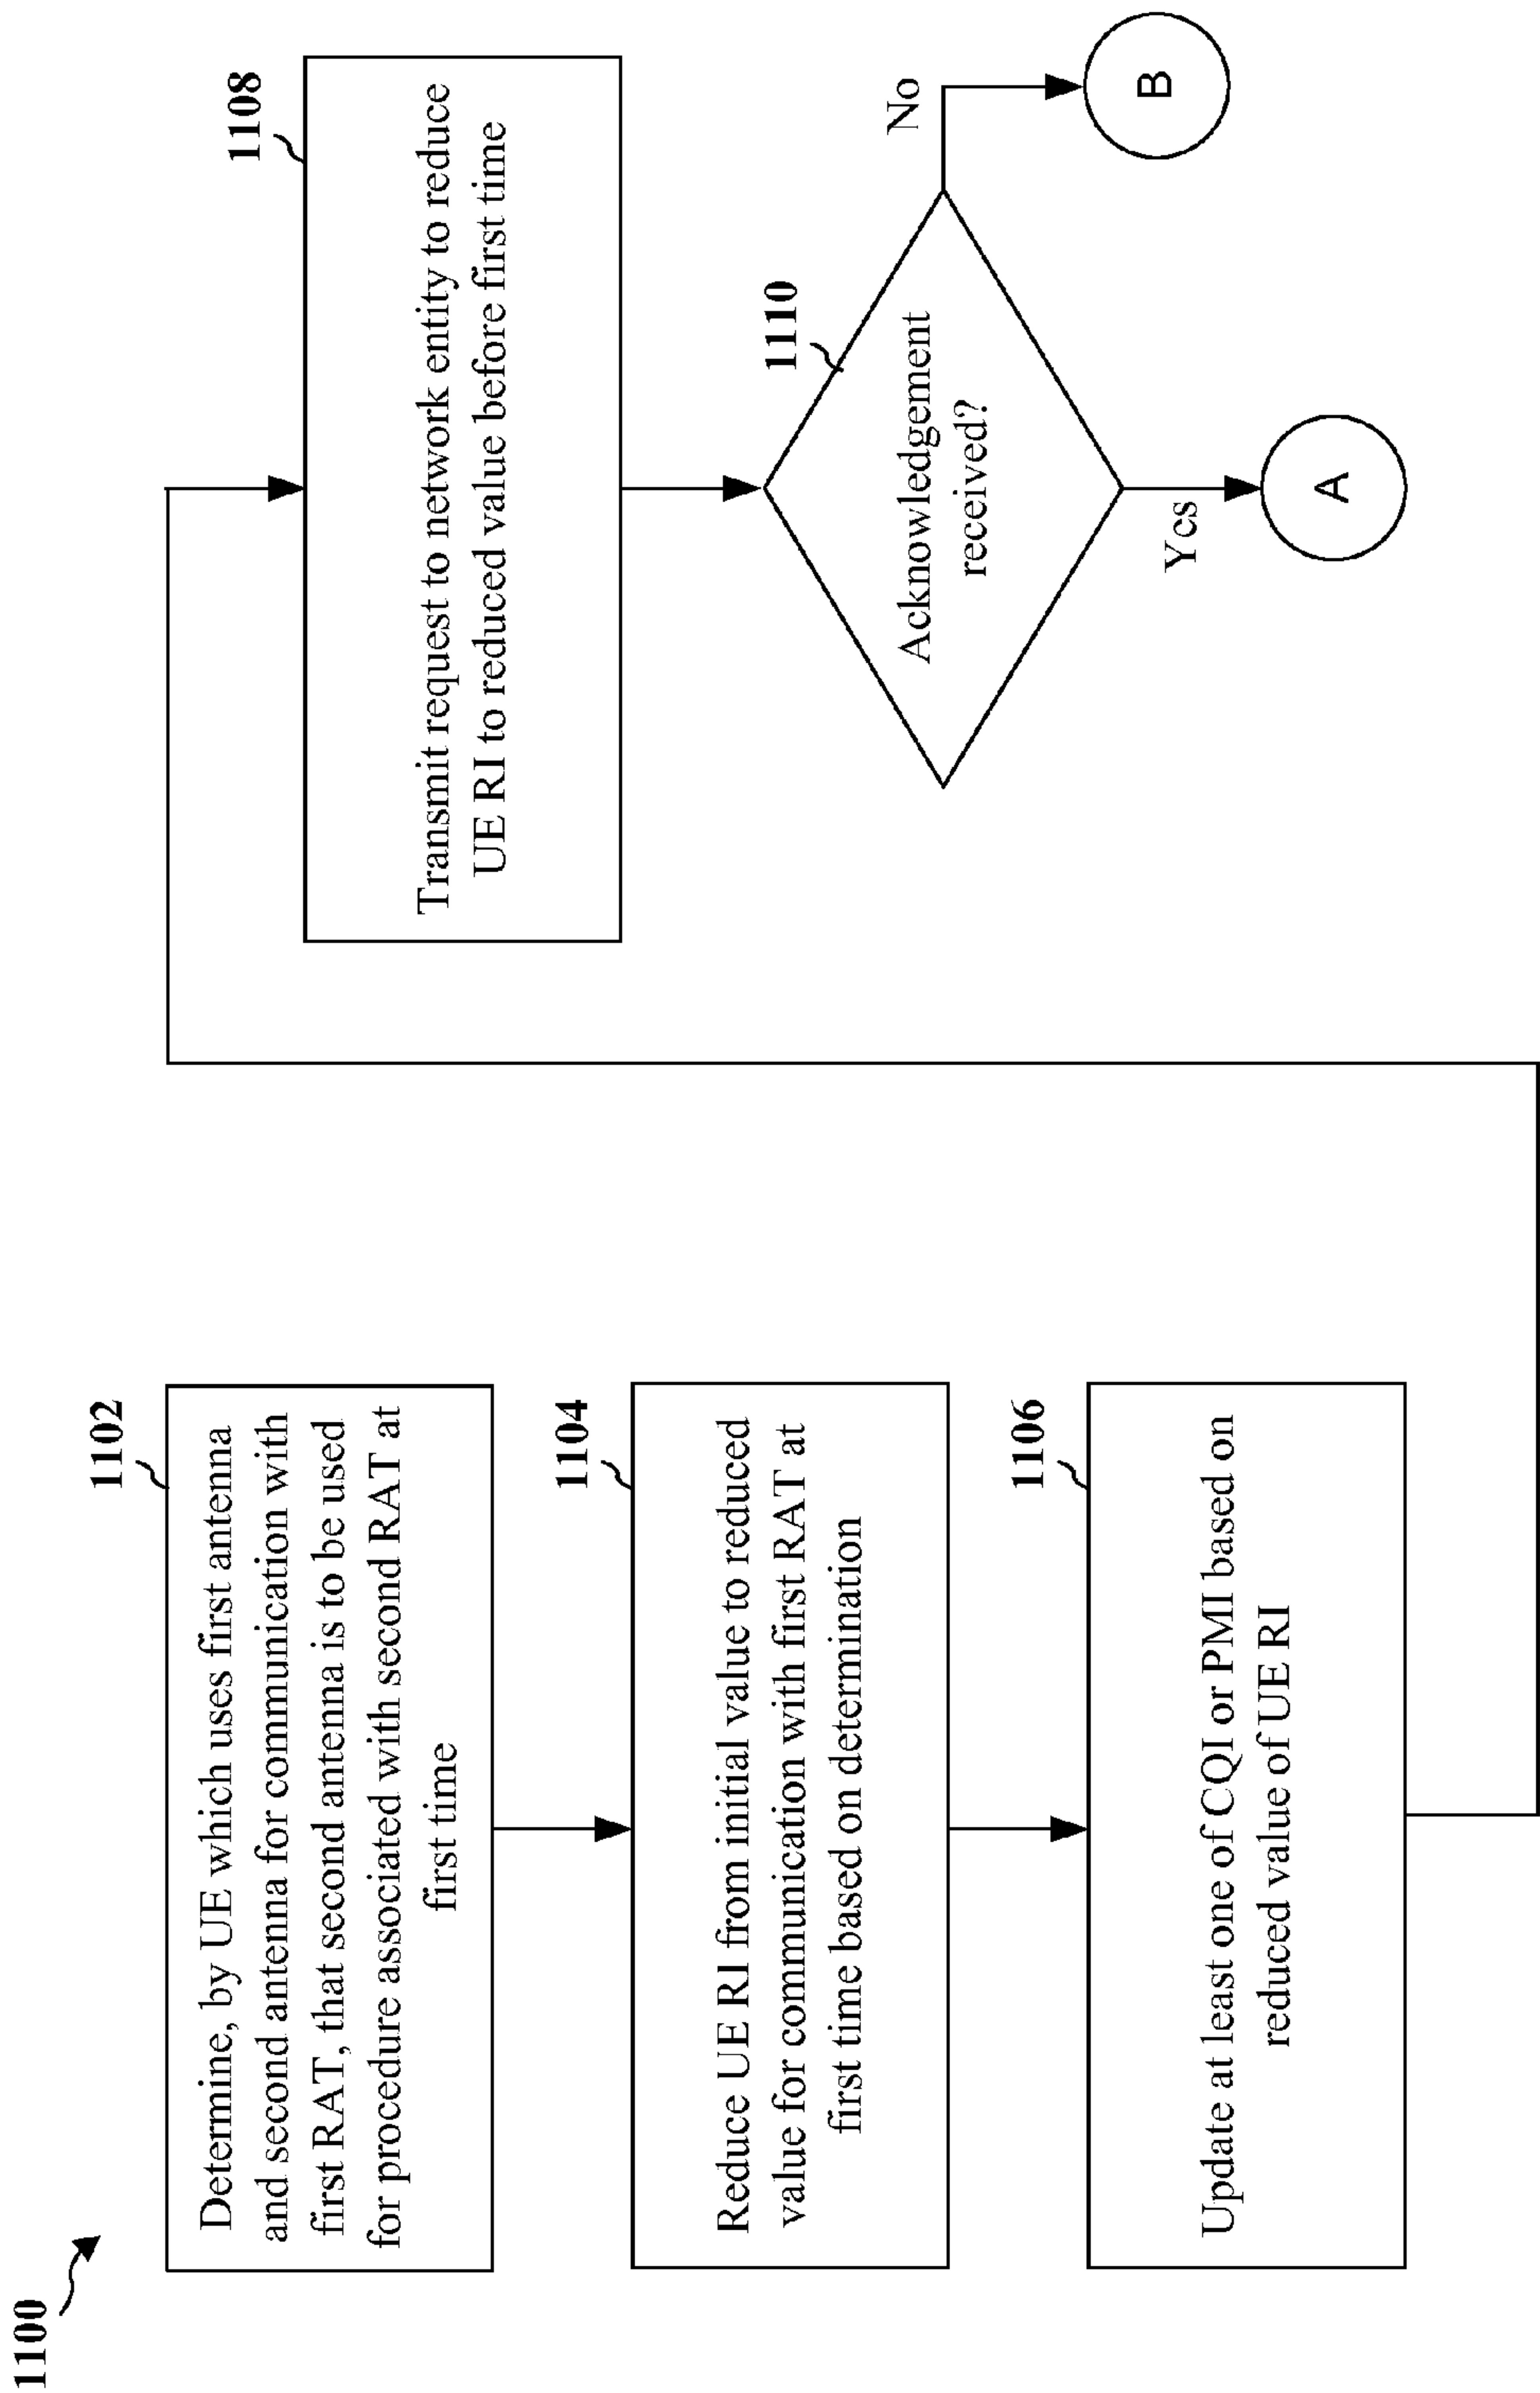 1100
1102
Determine, by UE which uses first antenna
and second antenna for communication with
first RAT, that second antenna is to be used
for procedure associated with second RAT at
first time
1104
Reduce UE RI from initial value to reduced
value for communication with first RAT at
first time based on determination
1106
Update at least one of CQI or PMI based on
reduced value of UE RI
1108
Transmit request to network entity to reduce
UE RI to reduced value before first time
1110
Acknowledgement
received?
No
B
Yes
A